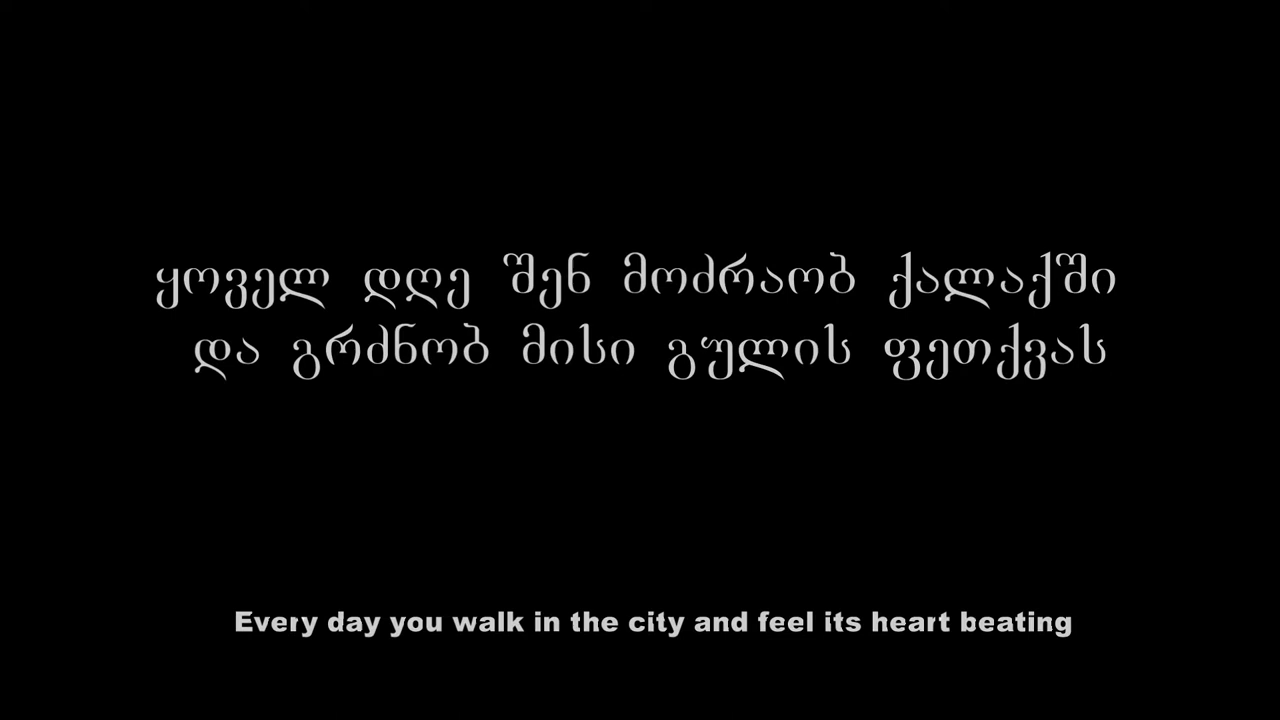 ყოველ დღე შენ მოძრაობ ქალაქში
და გრძნობ მისი გულის ფეთქვას
Every day you walk in the city and feel its heart beating